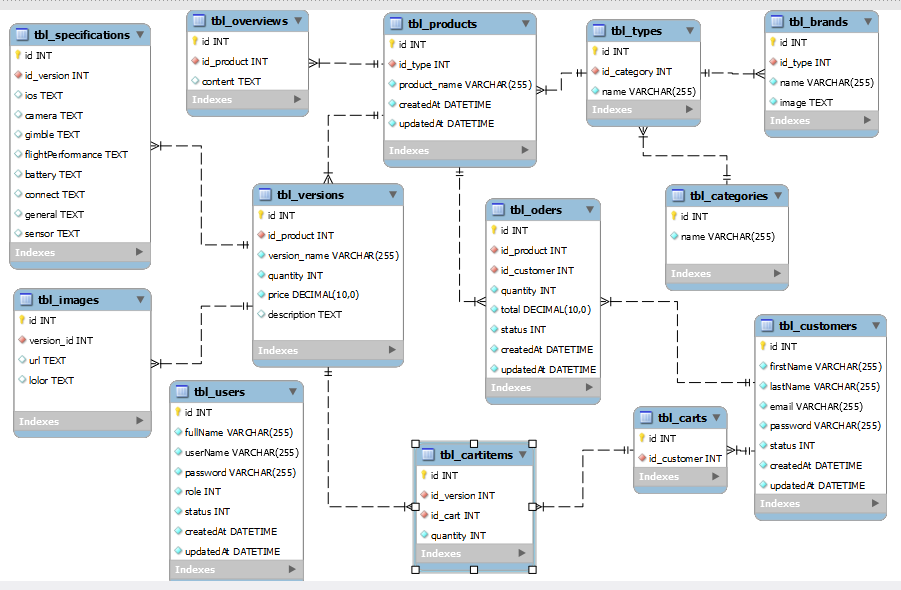 tbl_specifications
id INT
id_version INT
ios TEXT
camera TEXT
gimble TEXT
flightPerformance TEXT
battery TEXT
connect TEXT
general TEXT
sensor TEXT
Indexes
tbl_overviews
id INT
id_product INT
content TEXT
Indexes
tbl_products
id INT
id_type INT
product_name VARCHAR(255)
createdAt DATETIME
updatedAt DATETIME
Indexes
tbl_types
id INT
id_category INT
name VARCHAR(255)
Indexes
tbl_brands
id INT
id_type INT
name VARCHAR(255)
image TEXT
Indexes
tbl_versions
id INT
id_product INT
version_name VARCHAR(255)
quantity INT
price DECIMAL(10,0)
description TEXT
Indexes
tbl_oders
id INT
id_product INT
id_customer INT
quantity INT
total DECIMAL(10,0)
status INT
createdAt DATETIME
updatedAt DATETIME
Indexes
tbl_categories
id INT
name VARCHAR(255)
Indexes
tbl_images
id INT
version_id INT
url TEXT
lolor TEXT
Indexes
tbl_customers
id INT
firstName VARCHAR(255)
lastName VARCHAR(255)
email VARCHAR(255)
password VARCHAR(255)
status INT
createdAt DATETIME
updatedAt DATETIME
Indexes
tbl_users
id INT
fullName VARCHAR(255)
userName VARCHAR(255)
password VARCHAR(255)
role INT
status INT
createdAt DATETIME
updatedAt DATETIME
Indexes
tbl_cartitems
id INT
id_version INT
id_cart INT
quantity INT
Indexes
tbl_carts
id INT
id_customer INT
Indexes